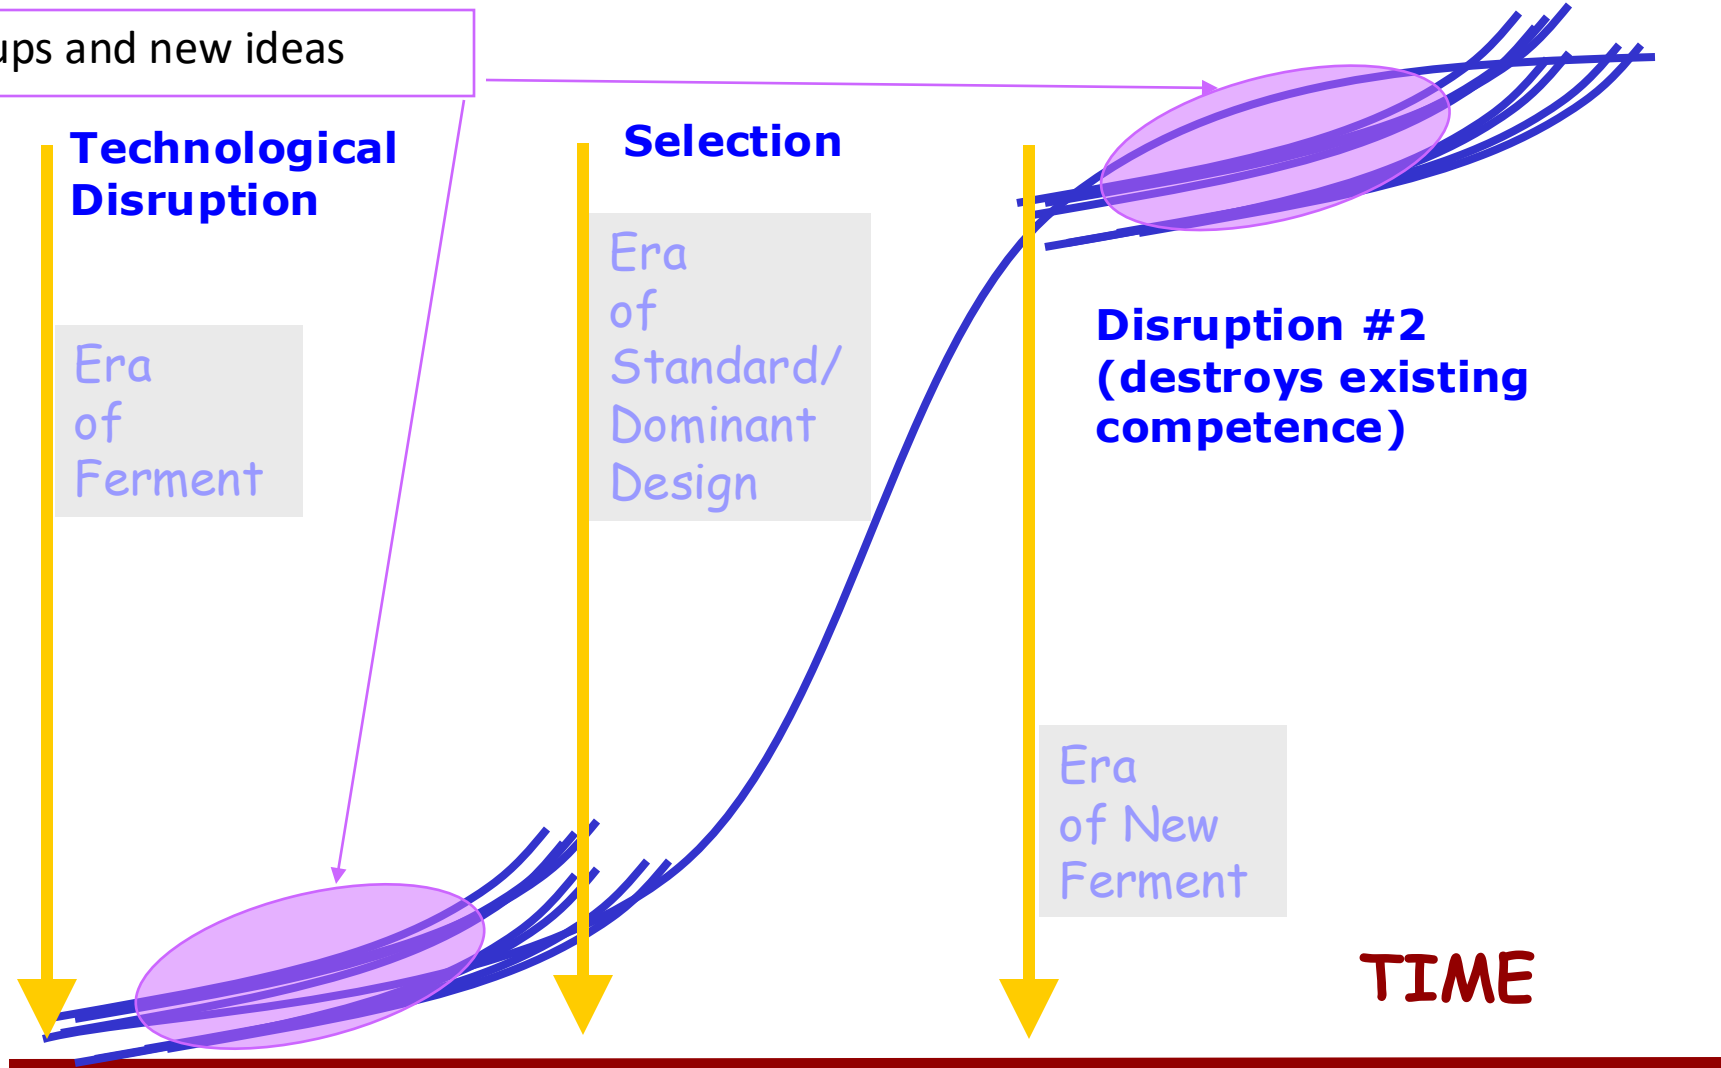 ups and new ideas
Technological
Disruption
Selection
Era
of
Ferment
Era
of
Standard/
Dominant
Design
Disruption #2
(destroys existing
competence)
Era
of New
Ferment
TIME